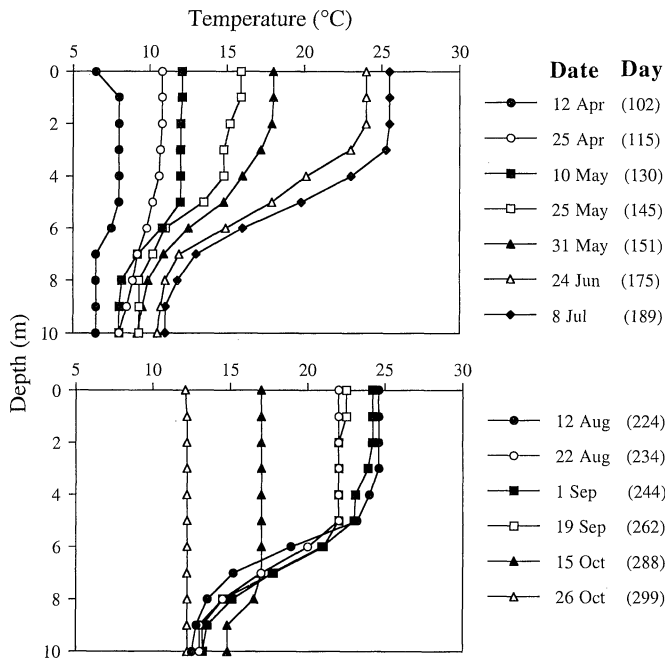 Temperature (°C)
5 10 15 20 25 30
0
2
4
6
8
10
Date Day
12 Apr (102)
25 Apr (115)
10 May (130)
25 May (145)
31 May (151)
24 Jun (175)
8 Jul (189)
Depth (m)
5 10 15 20 25 30
0
2
4
6
8
10
12 Aug (224)
22 Aug (234)
1 Sep (244)
19 Sep (262)
15 Oct (288)
26 Oct (299)